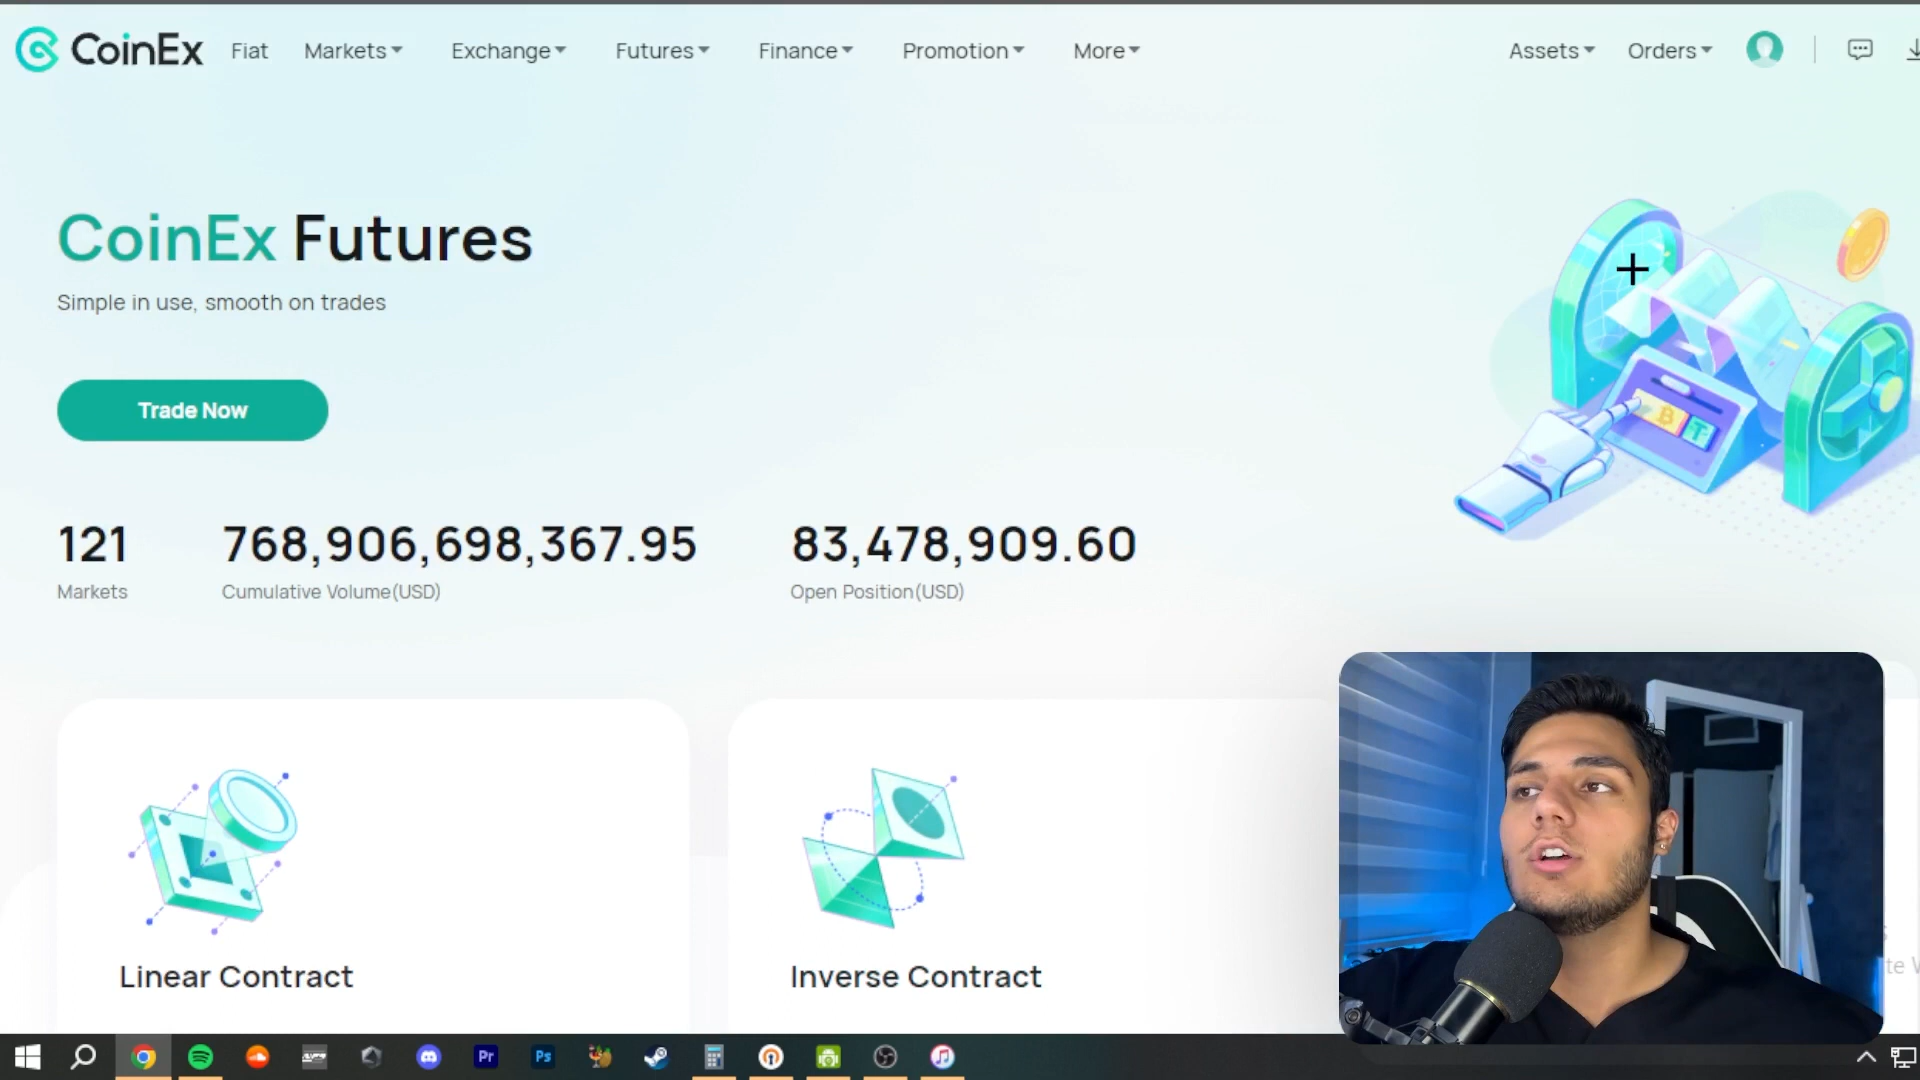 CoinEx Fiat Markets Exchange Futures Finance Promotion More Assets Orders
CoinEx Futures
Simple in use, smooth on trades
Trade Now
121 768,906,698,367.95 83,478,909.60
Markets Cumulative Volume(USD) Open Position(USD)
Linear Contract Inverse Contract
Pr Ps